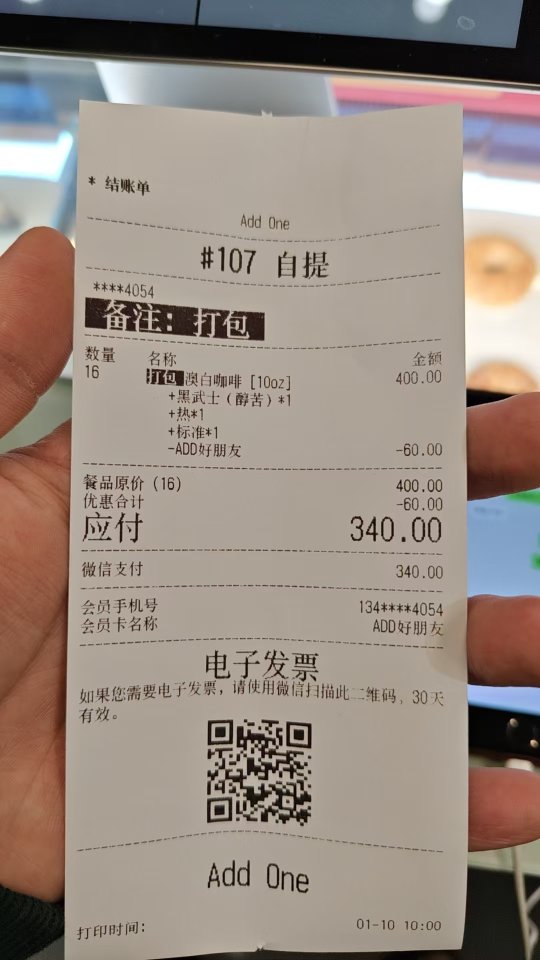 * 结账单
Add One
#107 自提
****4054
备注: 打包
数量 名称 金额
16 打包 澳白咖啡 [10oz] 400.00
+黑武士（醇苦）*1
+热*1
+标准*1
-ADD好朋友 -60.00
餐品原价 (16) 400.00
优惠合计 -60.00
应付 340.00
微信支付 340.00
会员手机号 134****4054
会员卡名称 ADD好朋友
电子发票
如果您需要电子发票，请使用微信扫描此二维码，30天
有效。
Add One
打印时间: 01-10 10:00